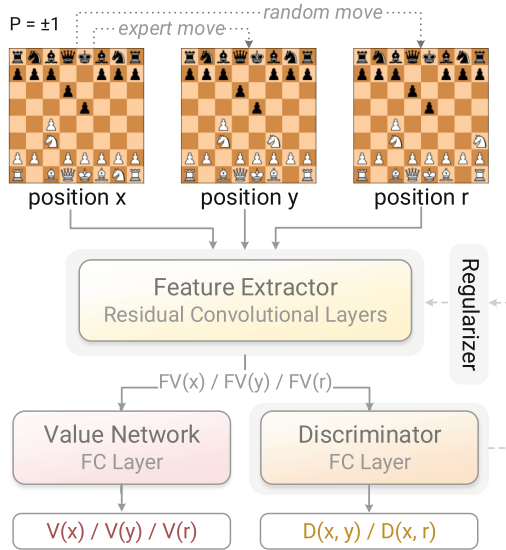 random move
P = ±1
expert move
position x
position y
position r
Feature Extractor
Residual Convolutional Layers
Regularizer
FV(x) / FV(y) / FV(r)
Value Network
FC Layer
Discriminator
FC Layer
V(x) / V(y) / V(r)
D(x, y) / D(x, r)